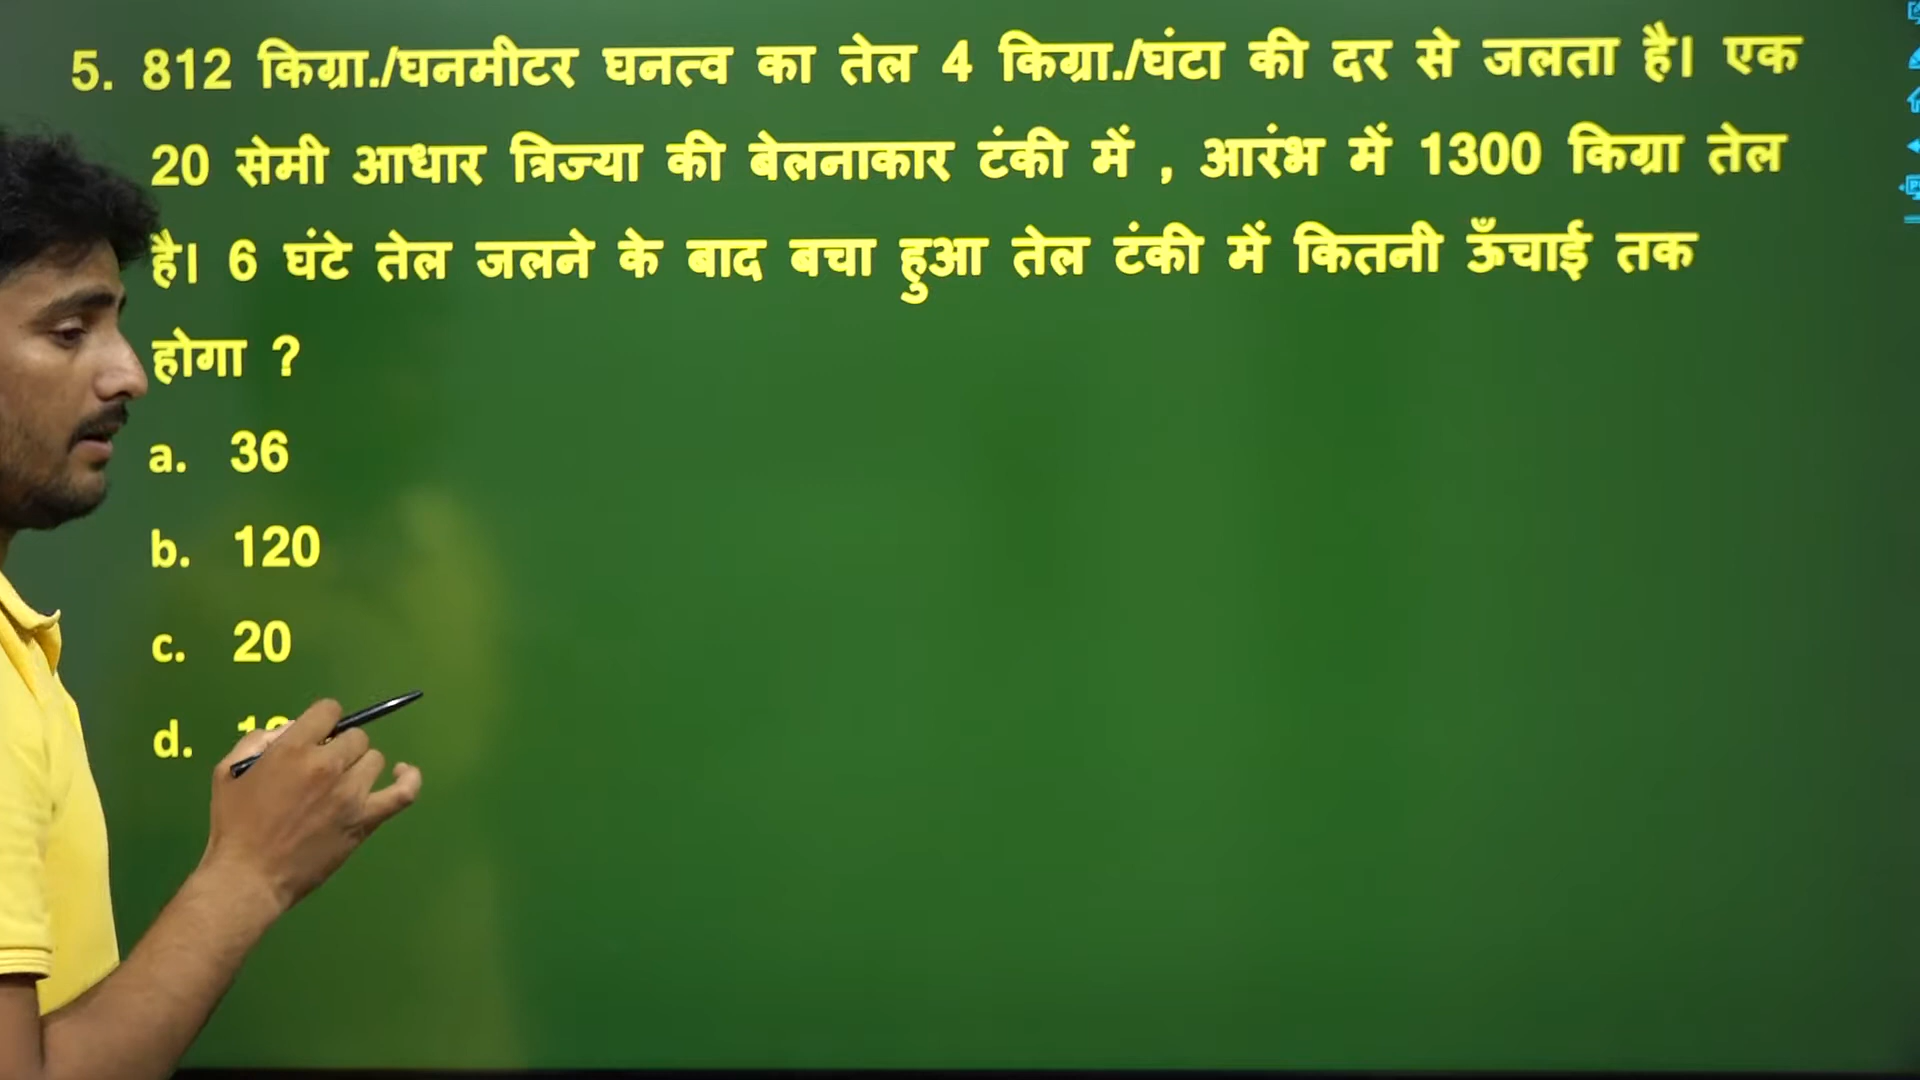 5. 812 किग्रा./घनमीटर घनत्व का तेल 4 किग्रा./घंटा की दर से जलता है। एक
20 सेमी आधार त्रिज्या की बेलनाकार टंकी में , आरंभ में 1300 किग्रा तेल
है। 6 घंटे तेल जलने के बाद बचा हुआ तेल टंकी में कितनी ऊँचाई तक
होगा ?
a. 36
b. 120
c. 20
d.